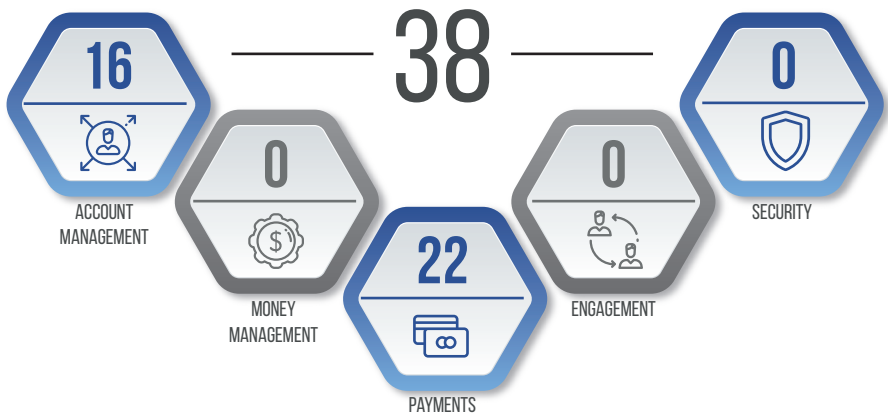 38
16
ACCOUNT
MANAGEMENT
0
$
MONEY
MANAGEMENT
22
PAYMENTS
0
ENGAGEMENT
0
SECURITY